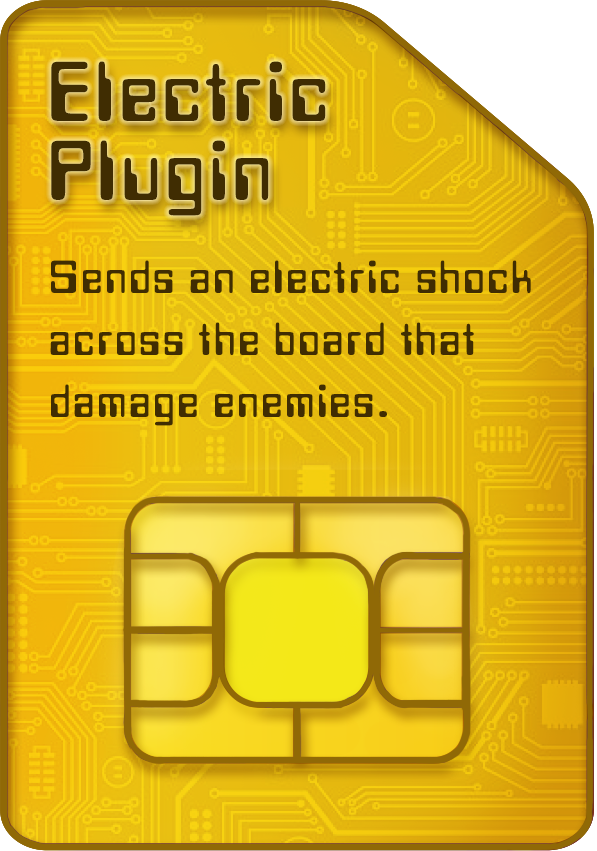 Electric
Plugin
Sends an electric shock
across the board that
damage enemies.